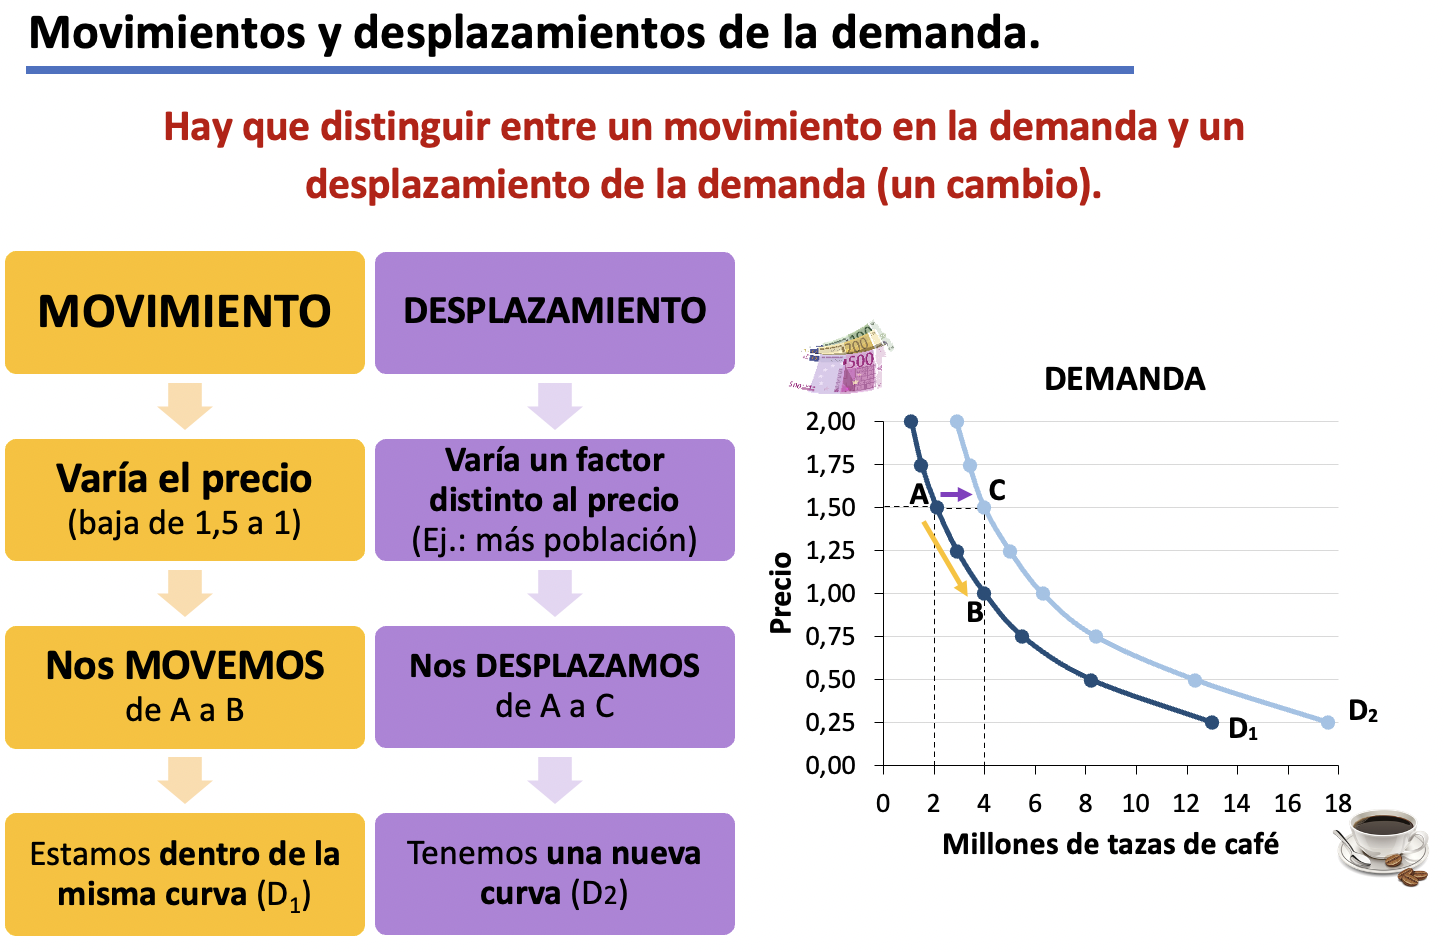 Movimientos y desplazamientos de la demanda.
Hay que distinguir entre un movimiento en la demanda y un
desplazamiento de la demanda (un cambio).
MOVIMIENTO
Varía el precio
(baja de 1,5 a 1)
Nos MOVEMOS
de A a B
Estamos dentro de la
misma curva (D1)
DESPLAZAMIENTO
Varía un factor
distinto al precio
(Ej.: más población)
Nos DESPLAZAMOS
de A a C
Tenemos una nueva
curva (D2)
100
200
500
500
DEMANDA
Precio
2,00
1,75
1,50
1,25
1,00
0,75
0,50
0,25
0,00
A
C
B
D1
D2
0 2 4 6 8 10 12 14 16 18
Millones de tazas de café